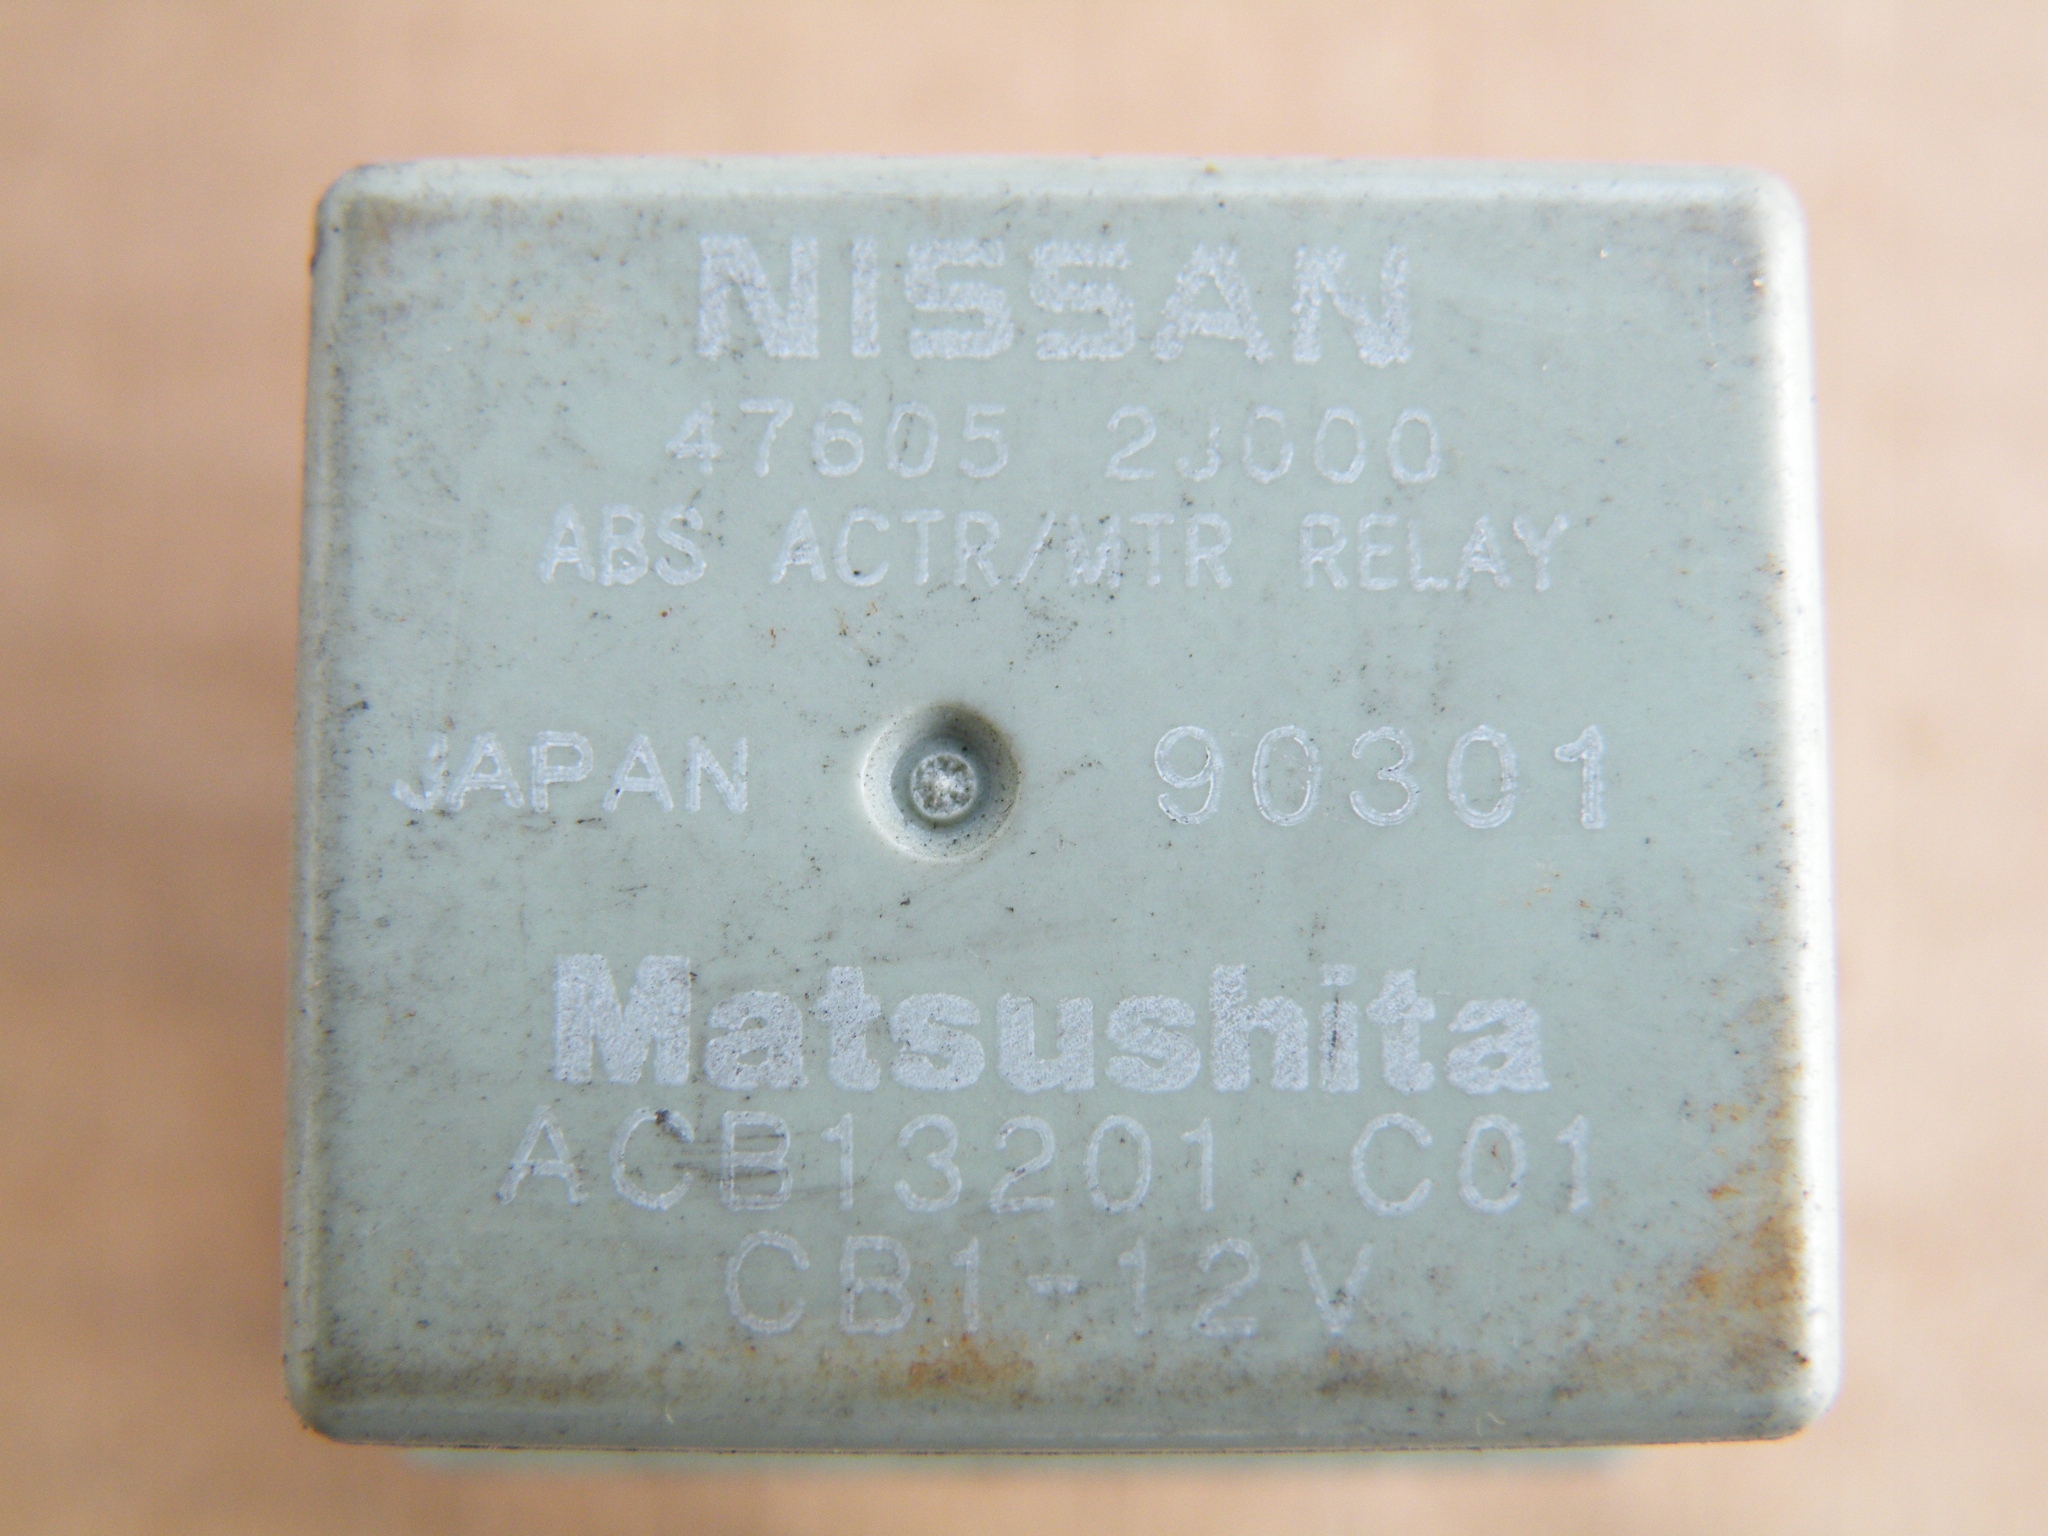 NISSAN
47605 2J000
ABS ACTR/MTR RELAY
JAPAN 90301
Matsushita
ACB13201 C01
CB1-12V